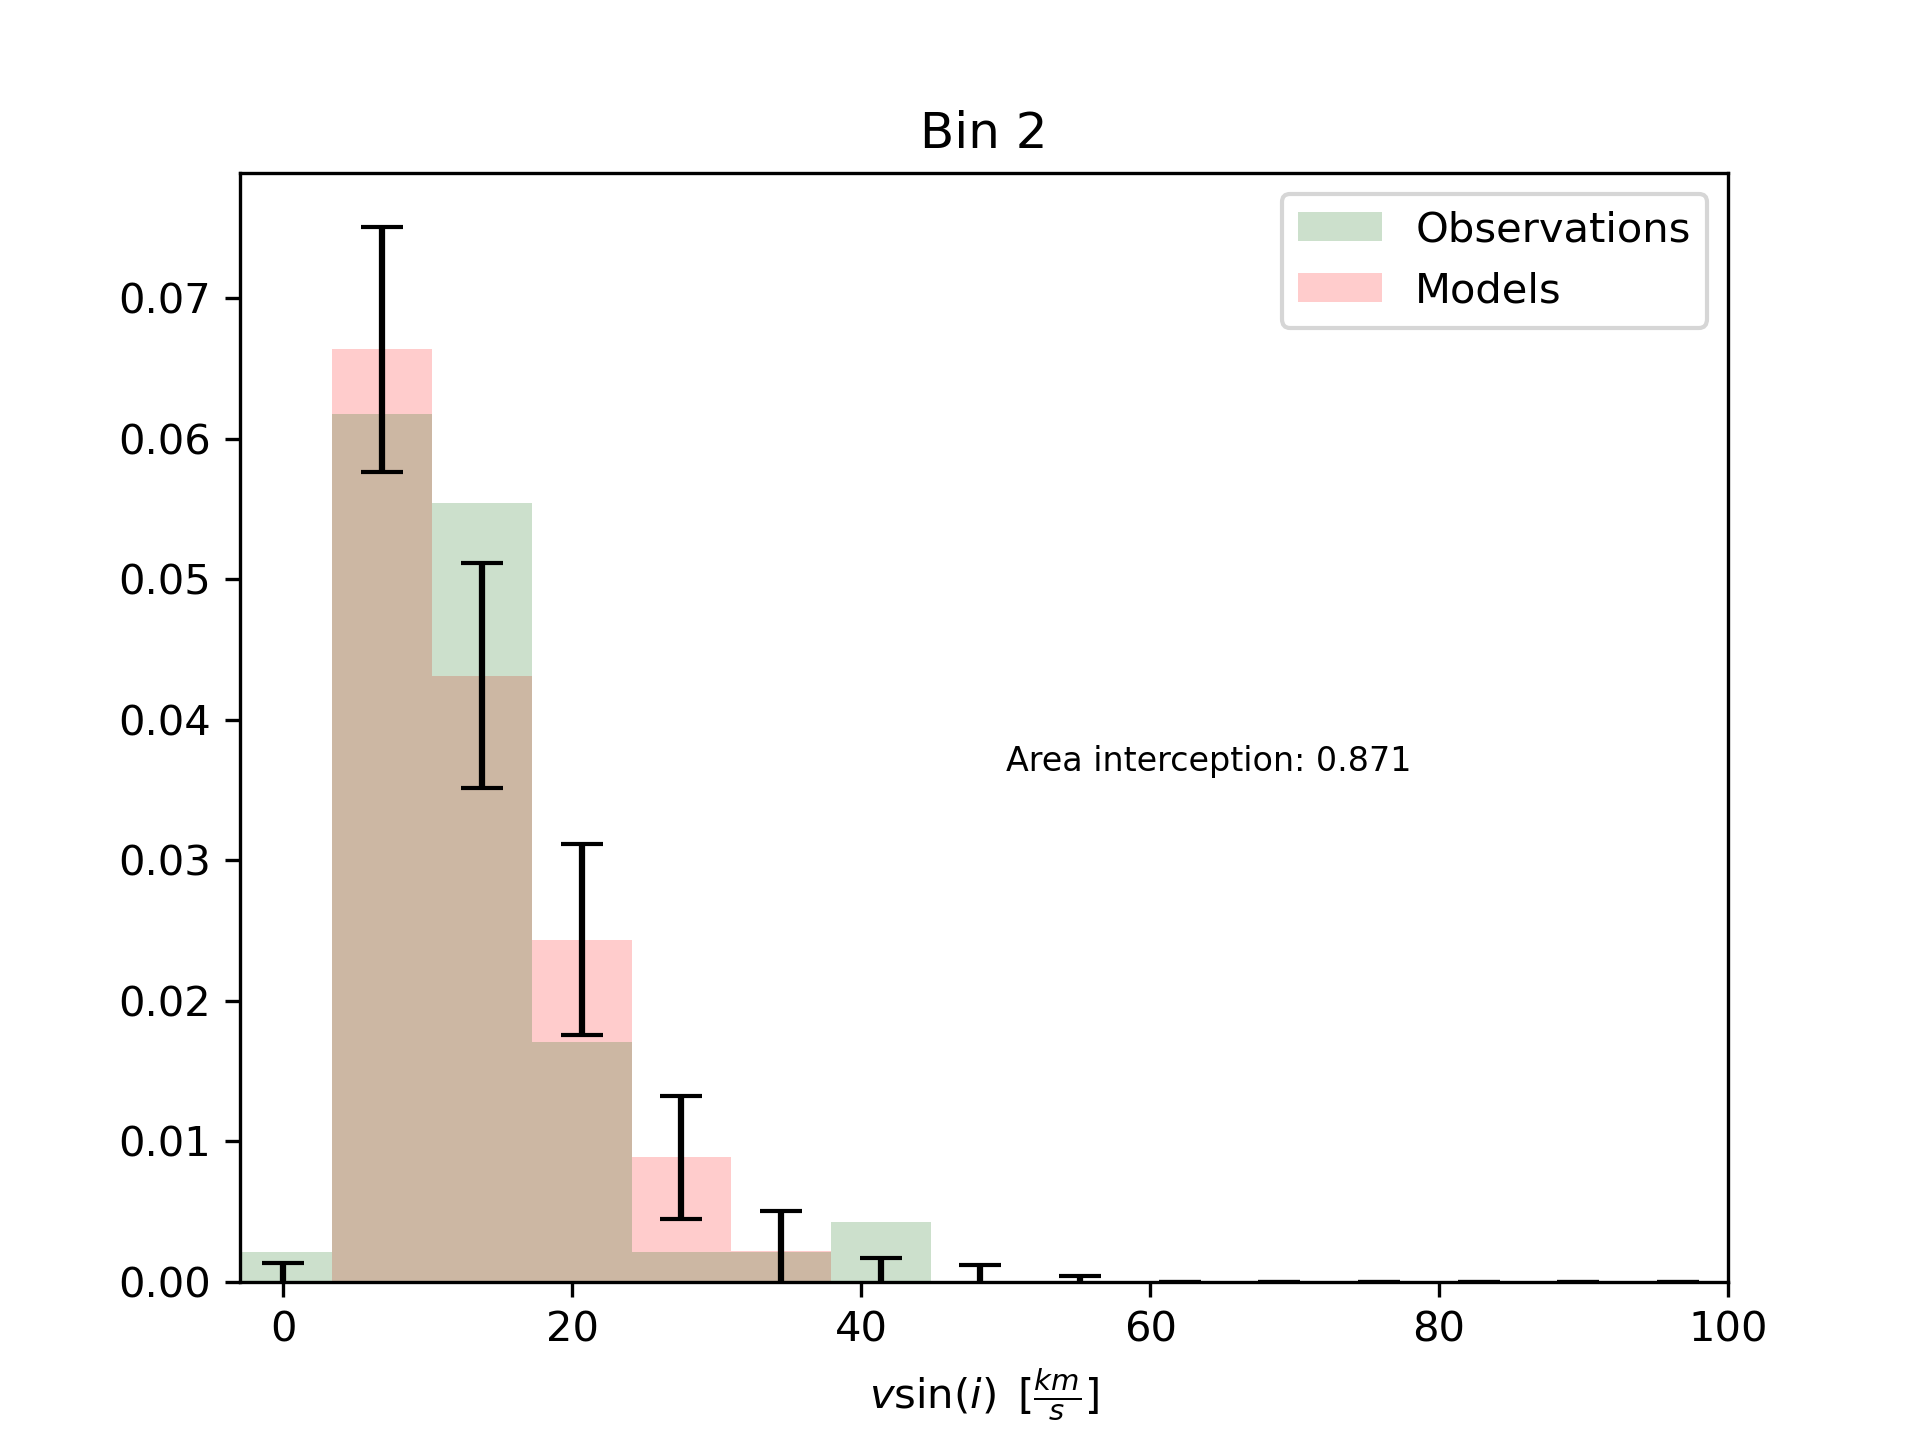 Bin 2
Observations
Models
0.07
0.06
0.05
0.04
Area interception: 0.871
0.03
0.02
0.01
0.00
0 20 40 60 80 100
vsin(i) [km/s]